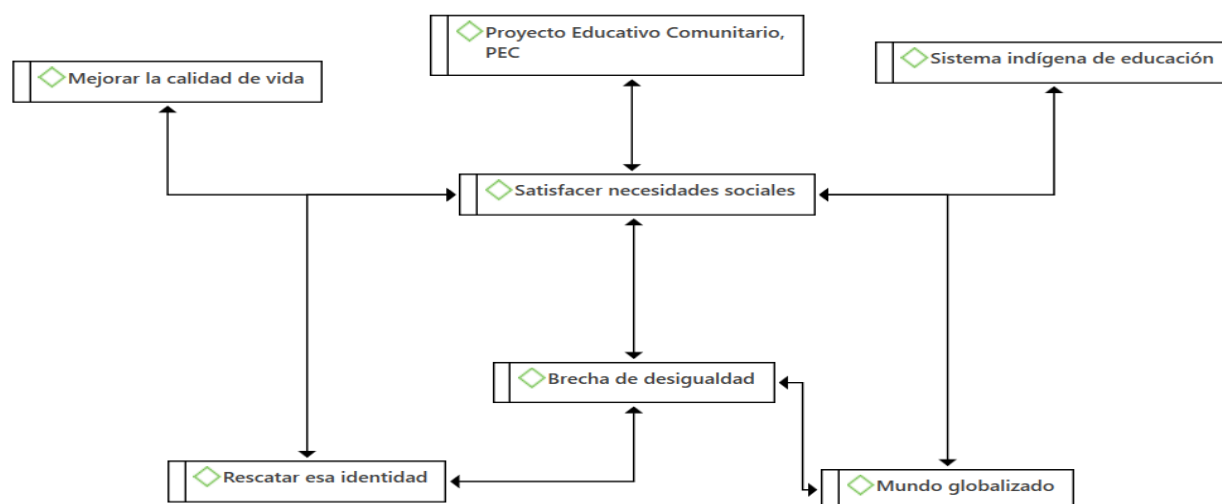 Proyecto Educativo Comunitario,
PEC
Mejorar la calidad de vida
Sistema indígena de educación
Satisfacer necesidades sociales
Brecha de desigualdad
Rescatar esa identidad
Mundo globalizado